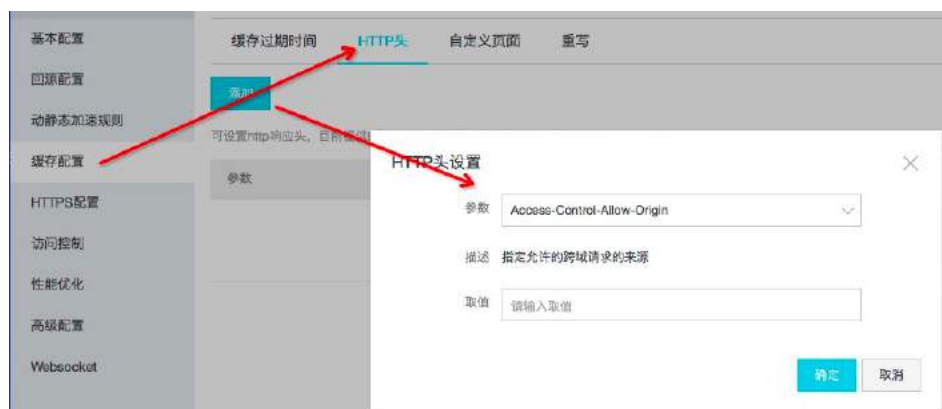 基本配置
回源配置
动静态加速规则
缓存配置
HTTPS配置
访问控制
性能优化
高级配置
Websocket
缓存过期时间 HTTP头 自定义页面 重写
添加
可设置http响应头，目前提供
参数
HTTP头设置
参数 Access-Control-Allow-Origin
描述 指定允许的跨域请求的来源
取值 请输入取值
确定 取消